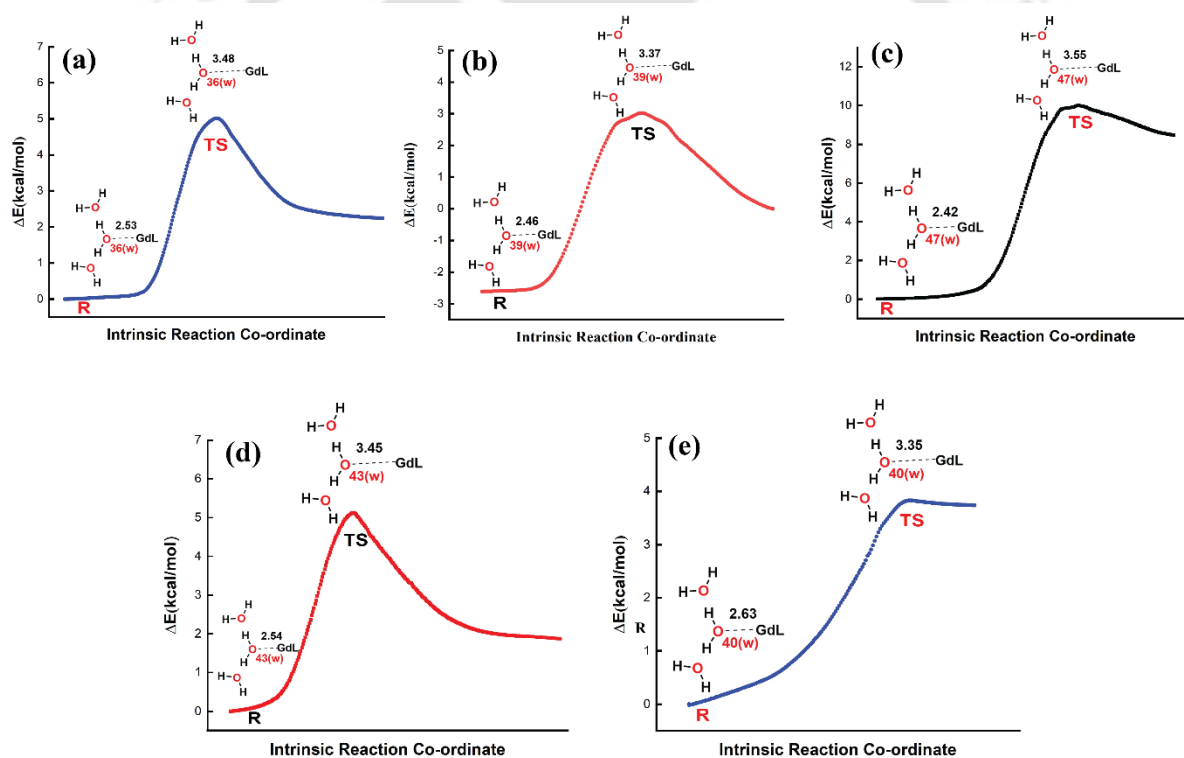 (a)
ΔE(kcal/mol)
7
6
5
4
3
2
1
0
H
H-O
H 3.48
O GdL
H 36(w)
H-O
H
TS
H
H-O
H 2.53
O GdL
H 36(w)
H-O
H
R
Intrinsic Reaction Co-ordinate
(b)
ΔE(kcal/mol)
5
4
3
2
1
0
-1
-2
-3
H
H-O
H 3.37
O GdL
H 39(w)
H-O
H
TS
H
H-O
H 2.46
O GdL
H 39(w)
H-O
H
R
Intrinsic Reaction Co-ordinate
(c)
ΔE(kcal/mol)
12
10
8
6
4
2
0
H
H-O
H 3.55
O GdL
H 47(w)
H-O
H
TS
H
H-O
H 2.42
O GdL
H 47(w)
H-O
H
R
Intrinsic Reaction Co-ordinate
(d)
ΔE(kcal/mol)
7
6
5
4
3
2
1
0
H
H-O
H 3.45
O GdL
H 43(w)
H-O
H
TS
H
H-O
H 2.54
O GdL
H 43(w)
H-O
H
R
Intrinsic Reaction Co-ordinate
(e)
ΔE(kcal/mol)
R
5
4
3
2
1
0
H
H-O
H 3.35
O GdL
H 40(w)
H-O
H
TS
H
H-O
H 2.63
O GdL
H 40(w)
H-O
H
R
Intrinsic Reaction Co-ordinate